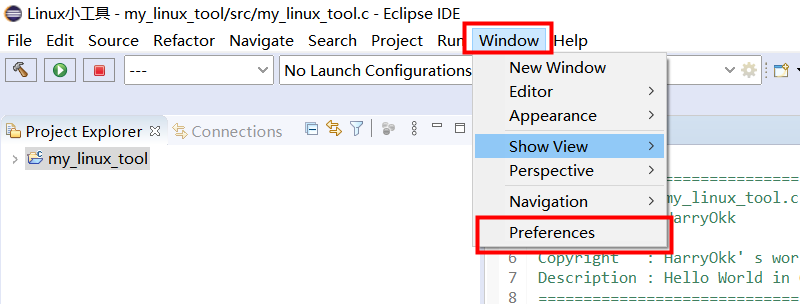 Linux小工具 - my_linux_tool/src/my_linux_tool.c - Eclipse IDE
File Edit Source Refactor Navigate Search Project Run Window Help
--- No Launch Configurations
New Window
Editor
Appearance
Show View
Perspective
Navigation
Preferences
Project Explorer Connections
my_linux_tool
my_linux_tool.c
HarryOkk
6 Copyright : HarryOkk' s wor
7 Description : Hello World in
8 ============================